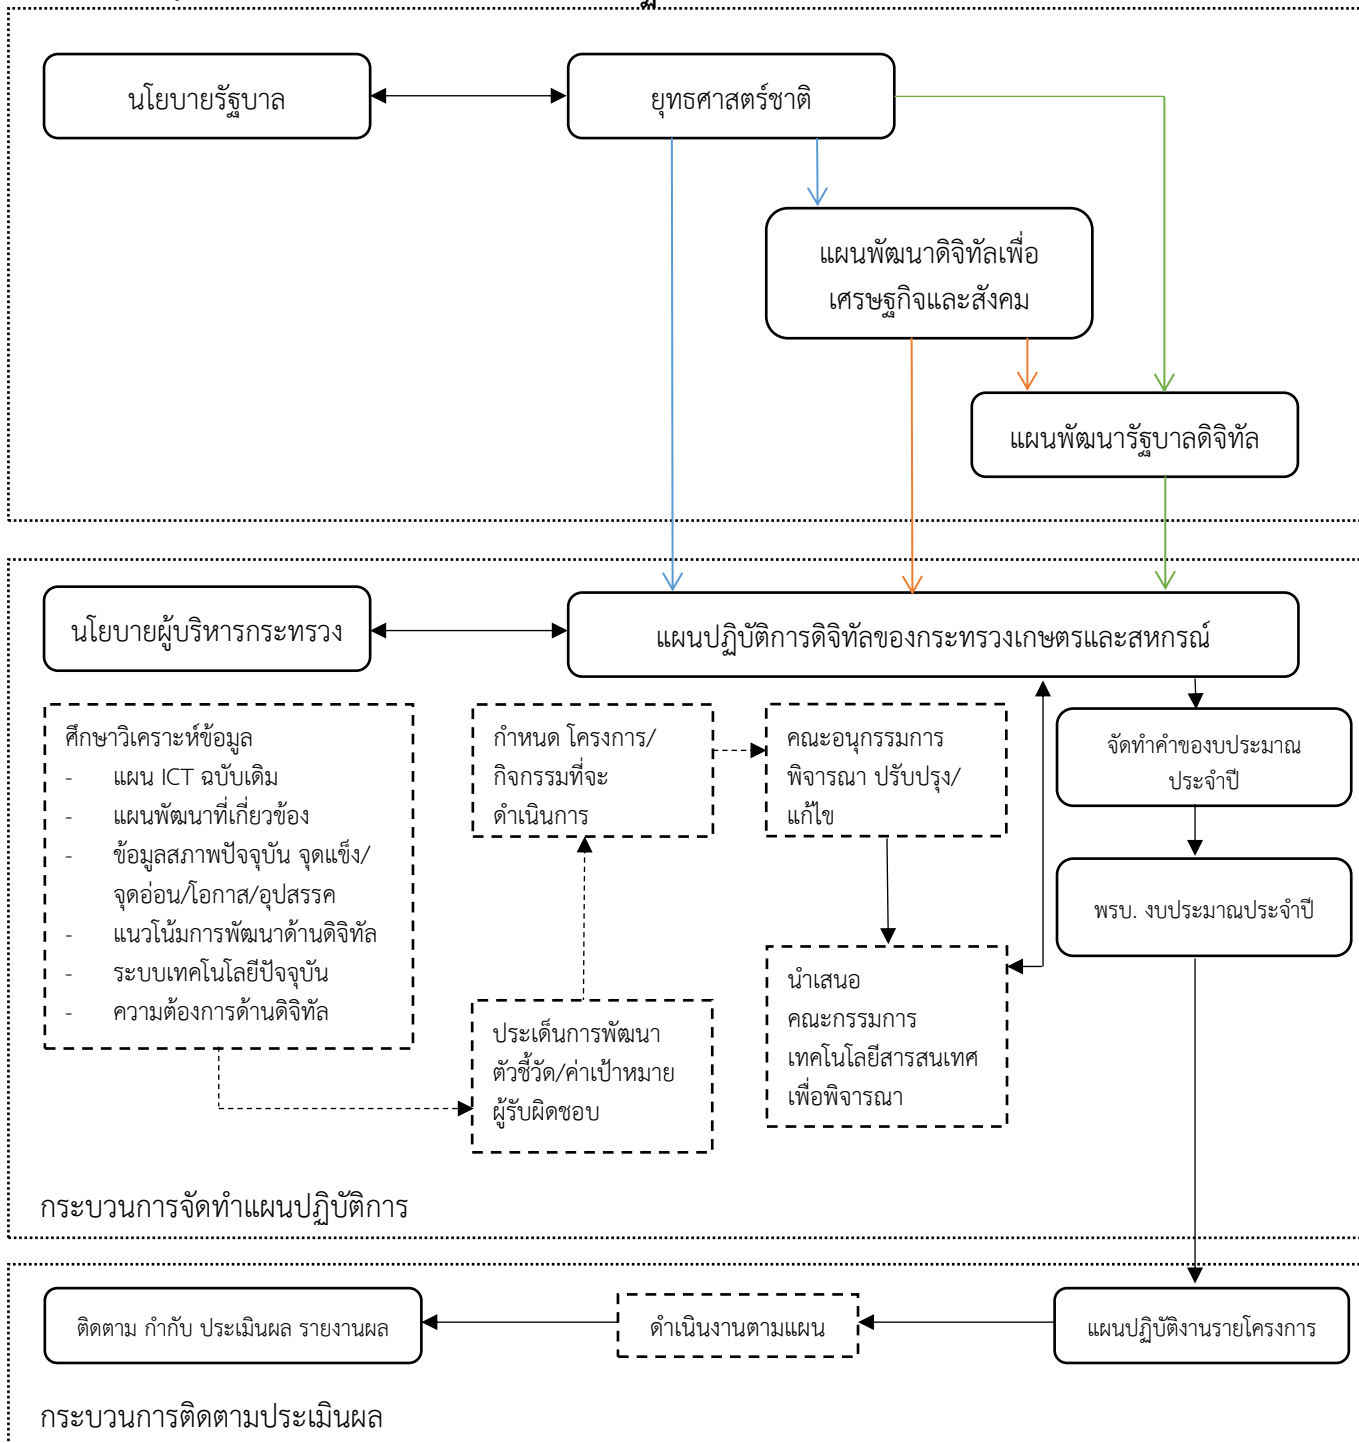 นโยบายรัฐบาล
ยุทธศาสตร์ชาติ
แผนพัฒนาดิจิทัลเพื่อ
เศรษฐกิจและสังคม
แผนพัฒนารัฐบาลดิจิทัล
นโยบายผู้บริหารกระทรวง
แผนปฏิบัติการดิจิทัลของกระทรวงเกษตรและสหกรณ์
ศึกษาวิเคราะห์ข้อมูล
- แผน ICT ฉบับเดิม
- แผนพัฒนาที่เกี่ยวข้อง
- ข้อมูลสภาพปัจจุบัน จุดแข็ง/
จุดอ่อน/โอกาส/อุปสรรค
- แนวโน้มการพัฒนาด้านดิจิทัล
- ระบบเทคโนโลยีปัจจุบัน
- ความต้องการด้านดิจิทัล
กำหนด โครงการ/
กิจกรรมที่จะ
ดำเนินการ
คณะอนุกรรมการ
พิจารณา ปรับปรุง/
แก้ไข
จัดทำคำของบประมาณ
ประจำปี
พรบ. งบประมาณประจำปี
ประเด็นการพัฒนา
ตัวชี้วัด/ค่าเป้าหมาย
ผู้รับผิดชอบ
นำเสนอ
คณะกรรมการ
เทคโนโลยีสารสนเทศ
เพื่อพิจารณา
กระบวนการจัดทำแผนปฏิบัติการ
ติดตาม กำกับ ประเมินผล รายงานผล
ดำเนินงานตามแผน
แผนปฏิบัติงานรายโครงการ
กระบวนการติดตามประเมินผล